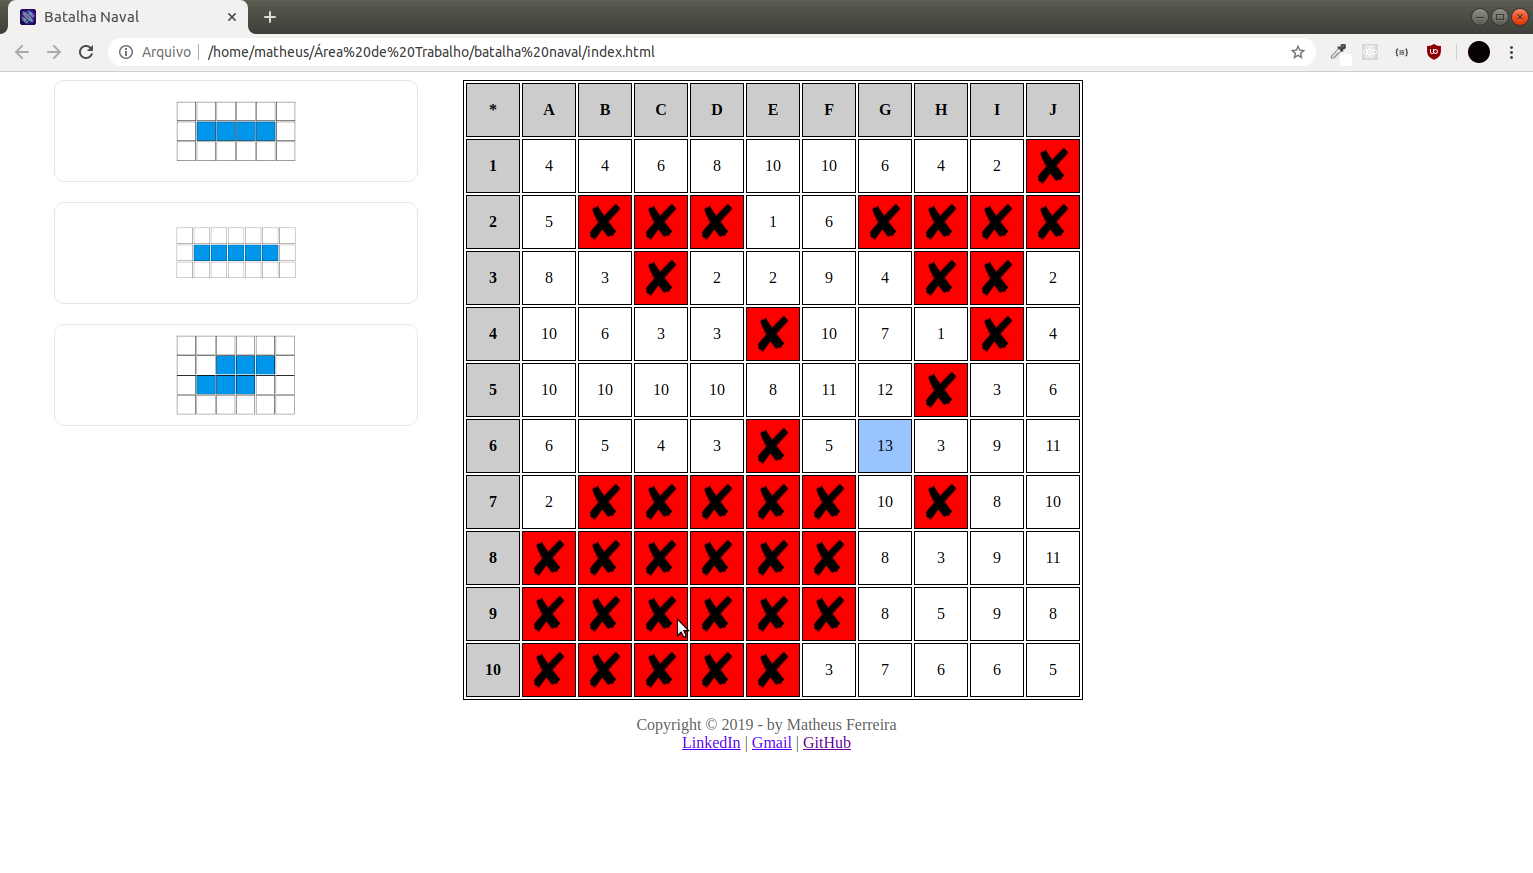 Batalha Naval
Arquivo | /home/matheus/Área%20de%20Trabalho/batalha%20naval/index.html
* A B C D E F G H I J
1 4 4 6 8 10 10 6 4 2 ✘
2 5 ✘ ✘ ✘ 1 6 ✘ ✘ ✘ ✘
3 8 3 ✘ 2 2 9 4 ✘ ✘ 2
4 10 6 3 3 ✘ 10 7 1 ✘ 4
5 10 10 10 10 8 11 12 ✘ 3 6
6 6 5 4 3 ✘ 5 13 3 9 11
7 2 ✘ ✘ ✘ ✘ ✘ 10 ✘ 8 10
8 ✘ ✘ ✘ ✘ ✘ ✘ 8 3 9 11
9 ✘ ✘ ✘ ✘ ✘ ✘ 8 5 9 8
10 ✘ ✘ ✘ ✘ ✘ 3 7 6 6 5
Copyright © 2019 - by Matheus Ferreira
LinkedIn | Gmail | GitHub